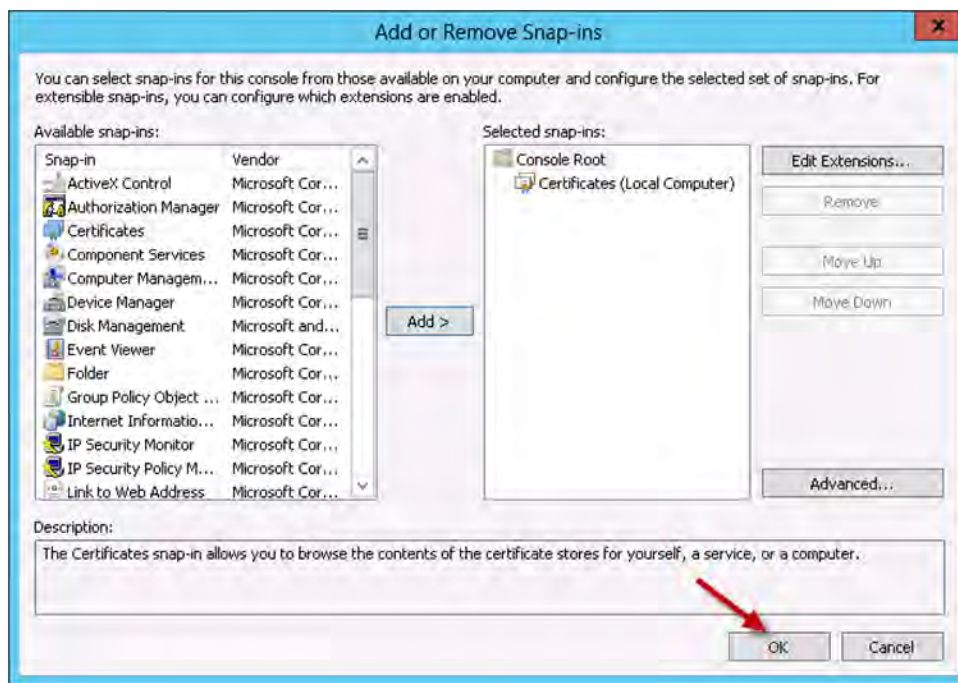 Add or Remove Snap-ins
x
You can select snap-ins for this console from those available on your computer and configure the selected set of snap-ins. For
extensible snap-ins, you can configure which extensions are enabled.
Available snap-ins:
Snap-in Vendor
ActiveX Control Microsoft Cor...
Authorization Manager Microsoft Cor...
Certificates Microsoft Cor...
Component Services Microsoft Cor...
Computer Managem... Microsoft Cor...
Device Manager Microsoft Cor...
Disk Management Microsoft and...
Event Viewer Microsoft Cor...
Folder Microsoft Cor...
Group Policy Object ... Microsoft Cor...
Internet Informatio... Microsoft Cor...
IP Security Monitor Microsoft Cor...
IP Security Policy M... Microsoft Cor...
Link to Web Address Microsoft Cor...
Add >
Selected snap-ins:
Console Root
Certificates (Local Computer)
Edit Extensions...
Remove
Move Up
Move Down
Advanced...
Description:
The Certificates snap-in allows you to browse the contents of the certificate stores for yourself, a service, or a computer.
OK
Cancel